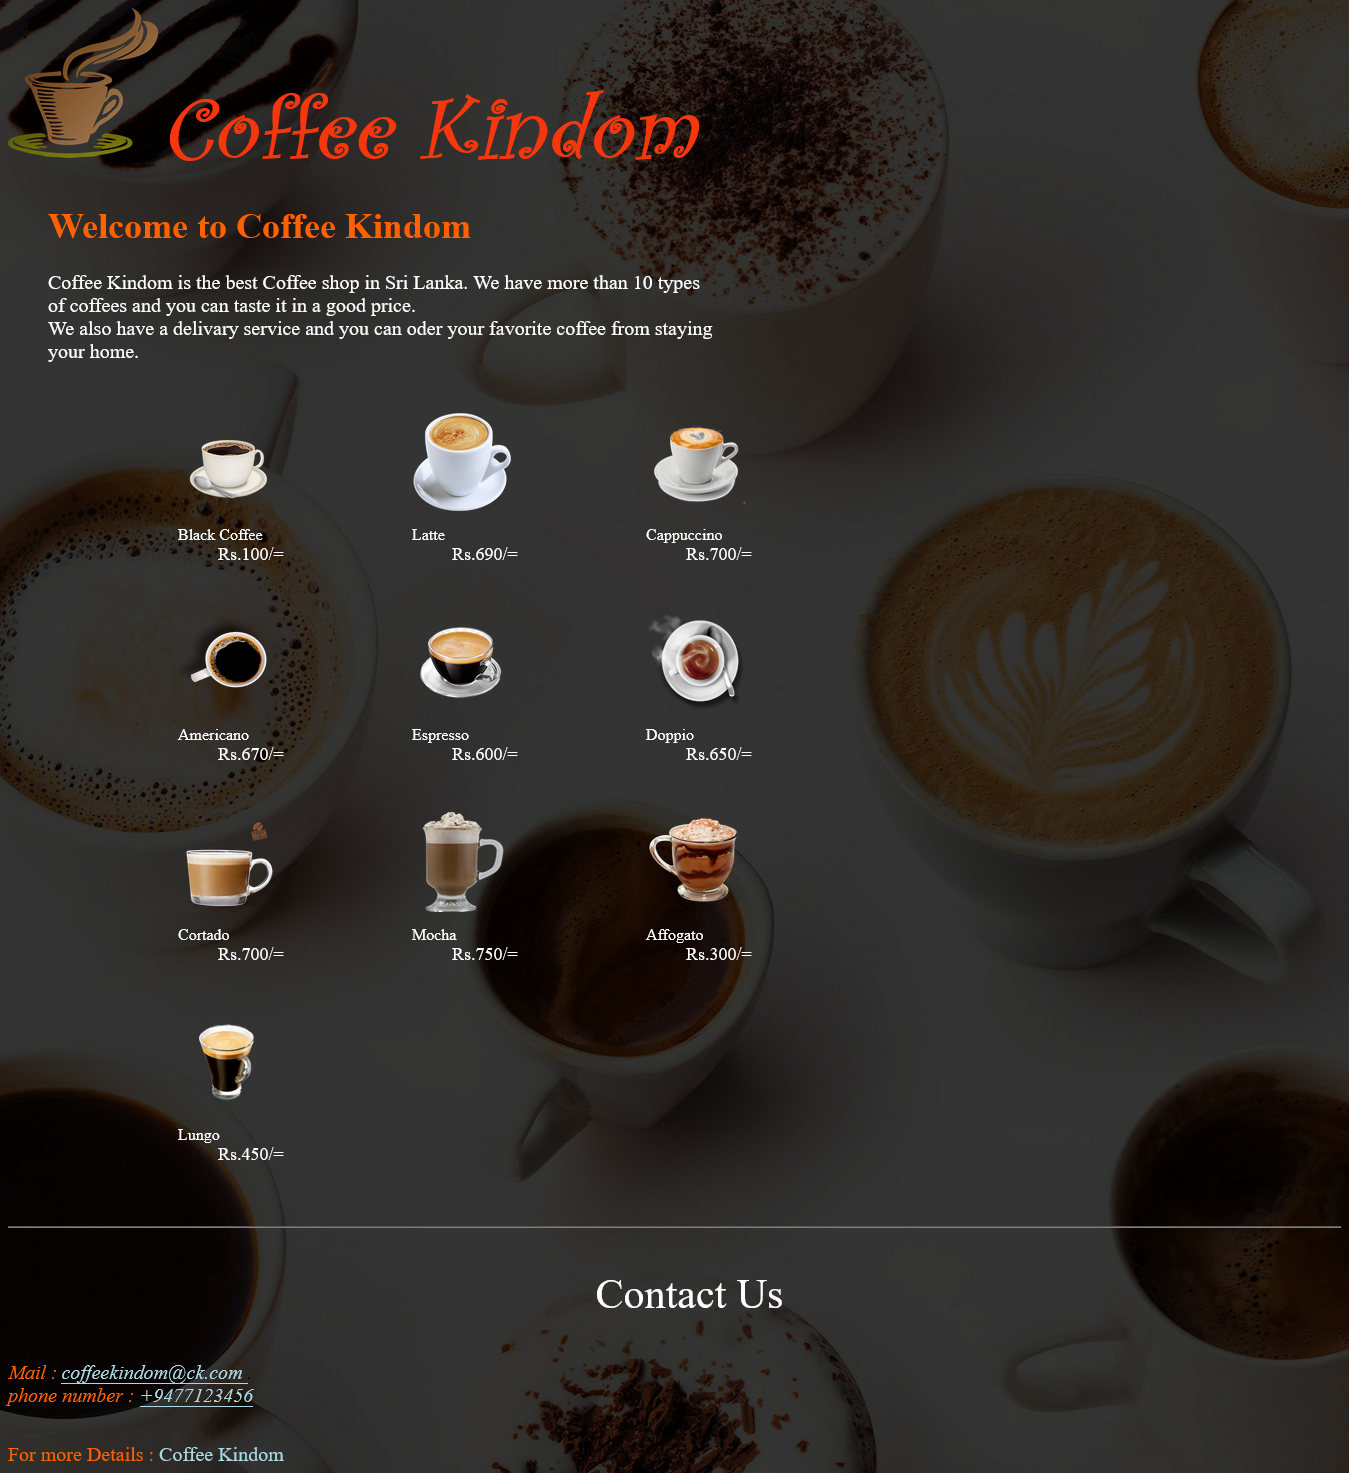 Coffee Kindom
Welcome to Coffee Kindom
Coffee Kindom is the best Coffee shop in Sri Lanka. We have more than 10 types
of coffees and you can taste it in a good price.
We also have a delivary service and you can oder your favorite coffee from staying
your home.
Black Coffee Latte Cappuccino
Rs.100/= Rs.690/= Rs.700/=
Americano Espresso Doppio
Rs.670/= Rs.600/= Rs.650/=
Cortado Mocha Affogato
Rs.700/= Rs.750/= Rs.300/=
Lungo
Rs.450/=
Contact Us
Mail : coffeekindom@ck.com
phone number : +9477123456
For more Details : Coffee Kindom